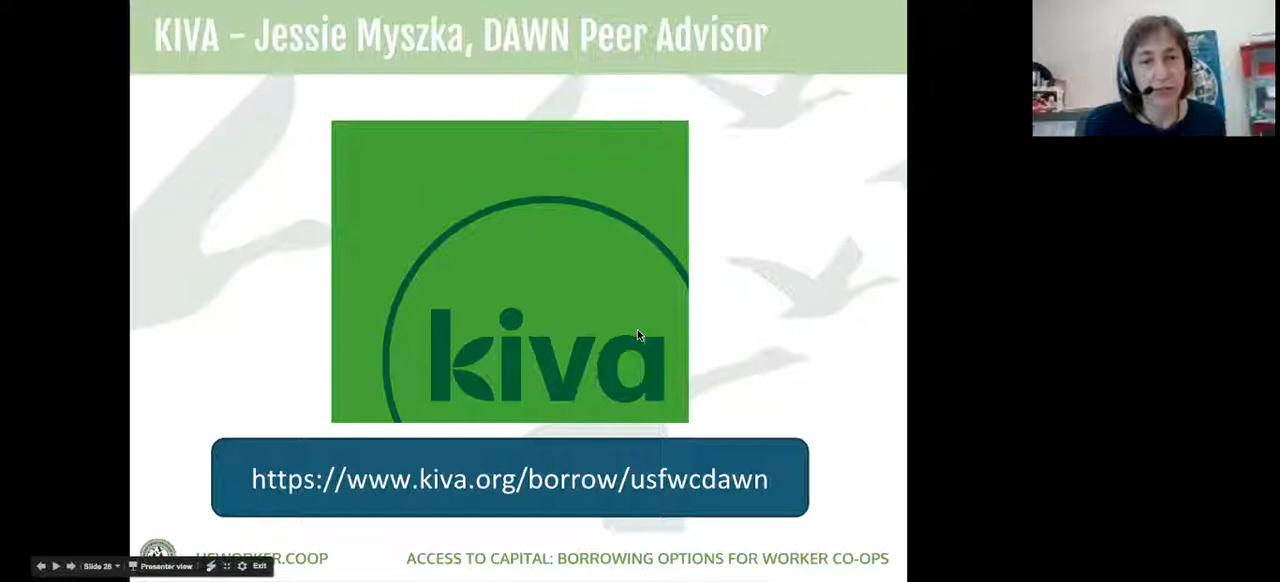 KIVA – Jessie Myszka, DAWN Peer Advisor
kiva
https://www.kiva.org/borrow/usfwcdawn
ACCESS TO CAPITAL: BORROWING OPTIONS FOR WORKER CO-OPS
Slide 26
Presenter view
Exit